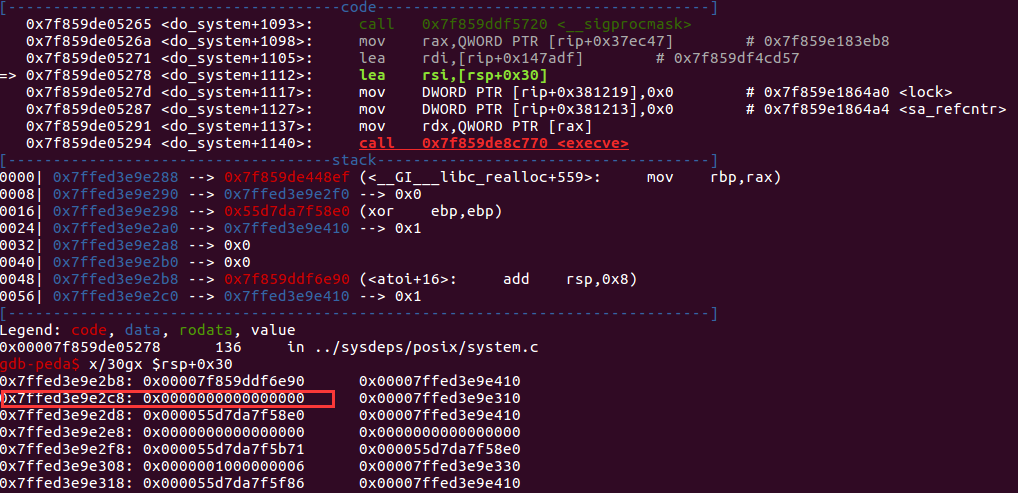 [----------------------------------code-----------------------------------]
0x7f859de05265 <do_system+1093>: call 0x7f859ddf5720 <__sigprocmask>
0x7f859de0526a <do_system+1098>: mov rax,QWORD PTR [rip+0x37ec47] # 0x7f859e183eb8
0x7f859de05271 <do_system+1105>: lea rdi,[rip+0x147adf] # 0x7f859df4cd57
=> 0x7f859de05278 <do_system+1112>: lea rsi,[rsp+0x30]
0x7f859de0527d <do_system+1117>: mov DWORD PTR [rip+0x381219],0x0 # 0x7f859e1864a0 <lock>
0x7f859de05287 <do_system+1127>: mov DWORD PTR [rip+0x381213],0x0 # 0x7f859e1864a4 <sa_refcntr>
0x7f859de05291 <do_system+1137>: mov rdx,QWORD PTR [rax]
0x7f859de05294 <do_system+1140>: call 0x7f859de8c770 <execve>
[---------------------------------stack-----------------------------------]
0000| 0x7ffed3e9e288 --> 0x7f859de448ef (<__GI___libc_realloc+559>: mov rbp,rax)
0008| 0x7ffed3e9e290 --> 0x7ffed3e9e2f0 --> 0x0
0016| 0x7ffed3e9e298 --> 0x55d7da7f58e0 (xor ebp,ebp)
0024| 0x7ffed3e9e2a0 --> 0x7ffed3e9e410 --> 0x1
0032| 0x7ffed3e9e2a8 --> 0x0
0040| 0x7ffed3e9e2b0 --> 0x0
0048| 0x7ffed3e9e2b8 --> 0x7f859ddf6e90 (<atoi+16>: add rsp,0x8)
0056| 0x7ffed3e9e2c0 --> 0x7ffed3e9e410 --> 0x1
[-------------------------------------------------------------------------]
Legend: code, data, rodata, value
0x00007f859de05278 136 in ../sysdeps/posix/system.c
gdb-peda$ x/30gx $rsp+0x30
0x7ffed3e9e2b8: 0x00007f859ddf6e90 0x00007ffed3e9e410
0x7ffed3e9e2c8: 0x0000000000000000 0x00007ffed3e9e310
0x7ffed3e9e2d8: 0x000055d7da7f58e0 0x00007ffed3e9e410
0x7ffed3e9e2e8: 0x0000000000000000 0x0000000000000000
0x7ffed3e9e2f8: 0x000055d7da7f5b71 0x000055d7da7f58e0
0x7ffed3e9e308: 0x0000001000000006 0x00007ffed3e9e330
0x7ffed3e9e318: 0x000055d7da7f5f86 0x00007ffed3e9e410